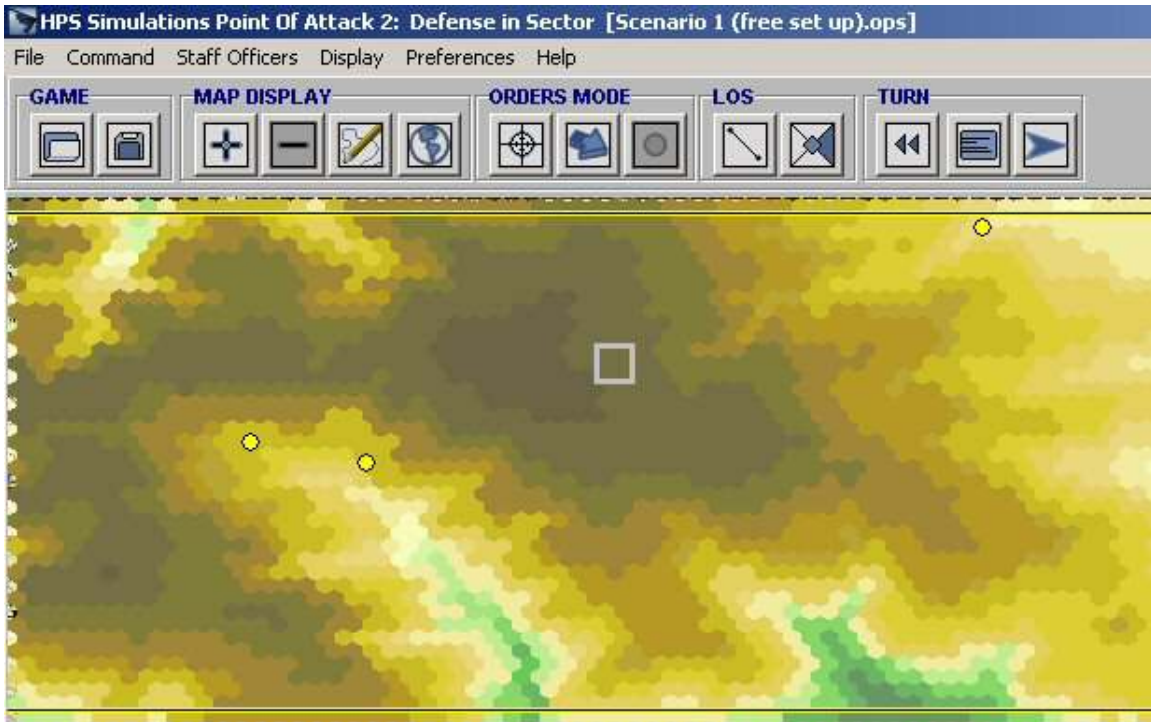 HPS Simulations Point Of Attack 2: Defense in Sector [Scenario 1 (free set up).ops]
File Command Staff Officers Display Preferences Help
GAME MAP DISPLAY ORDERS MODE LOS TURN